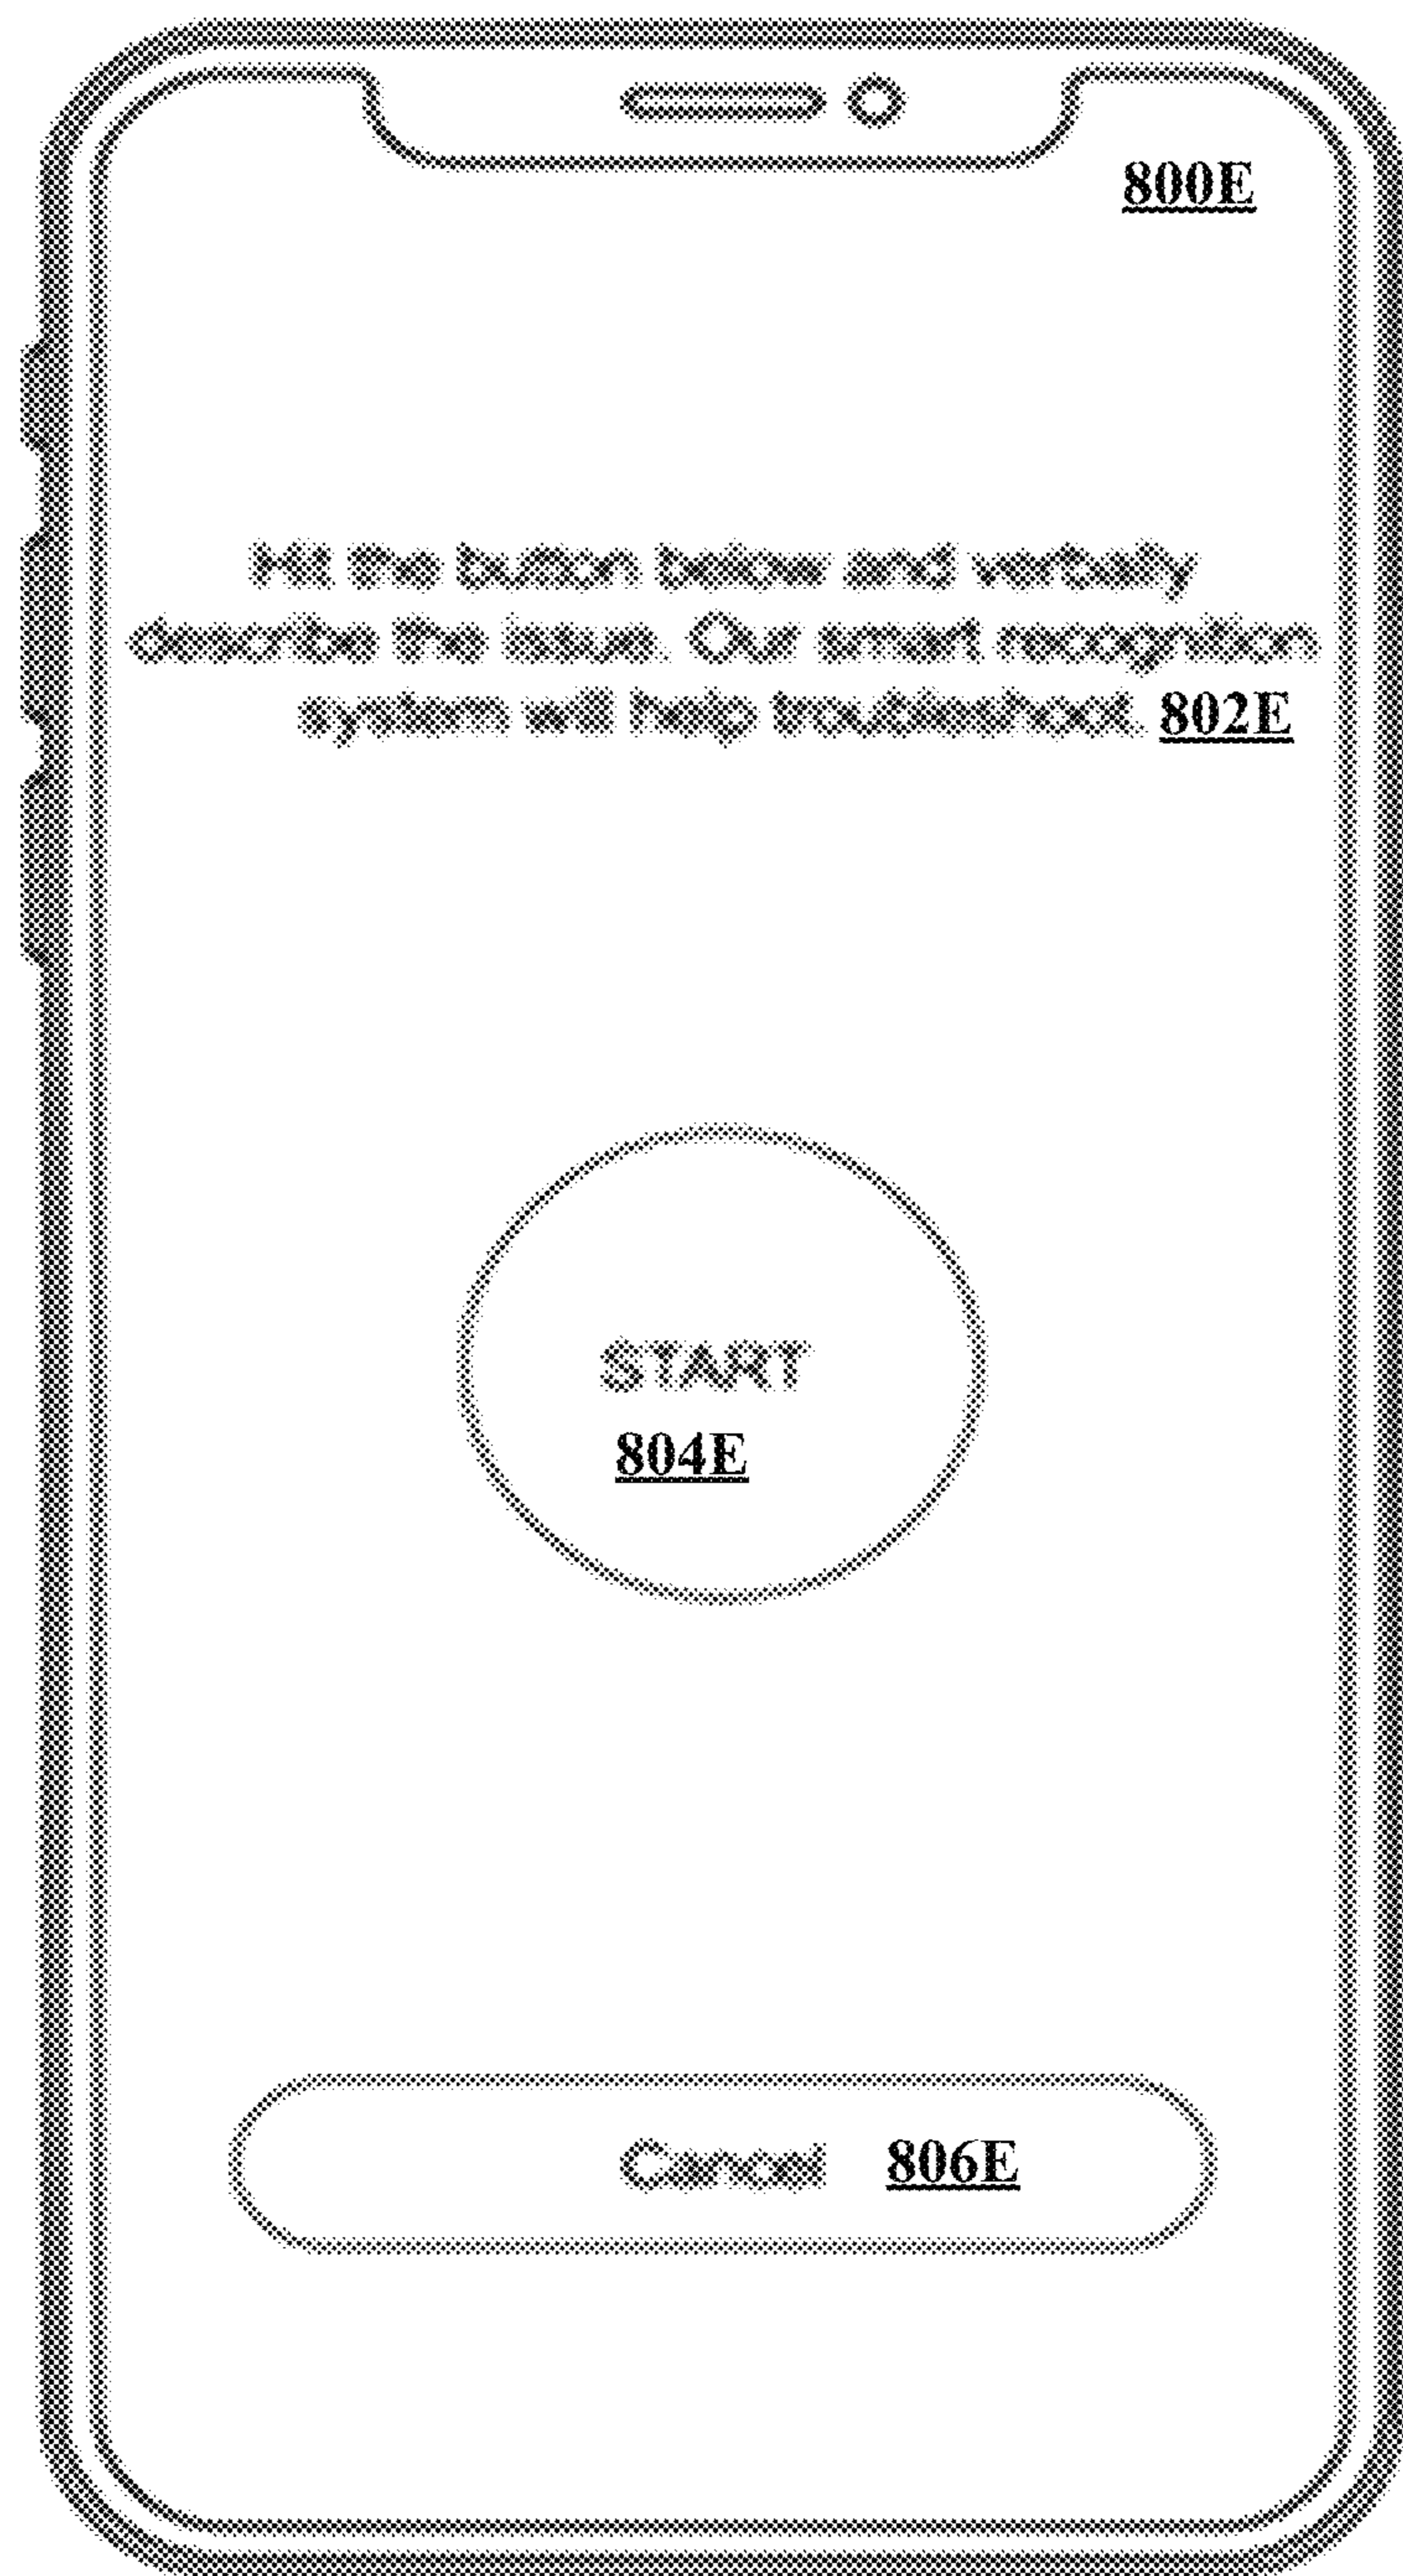 800E
Hit the button below and verbally
describe the issue. Our smart recognition
system will help troubleshoot. 802E
START
804E
Cancel 806E